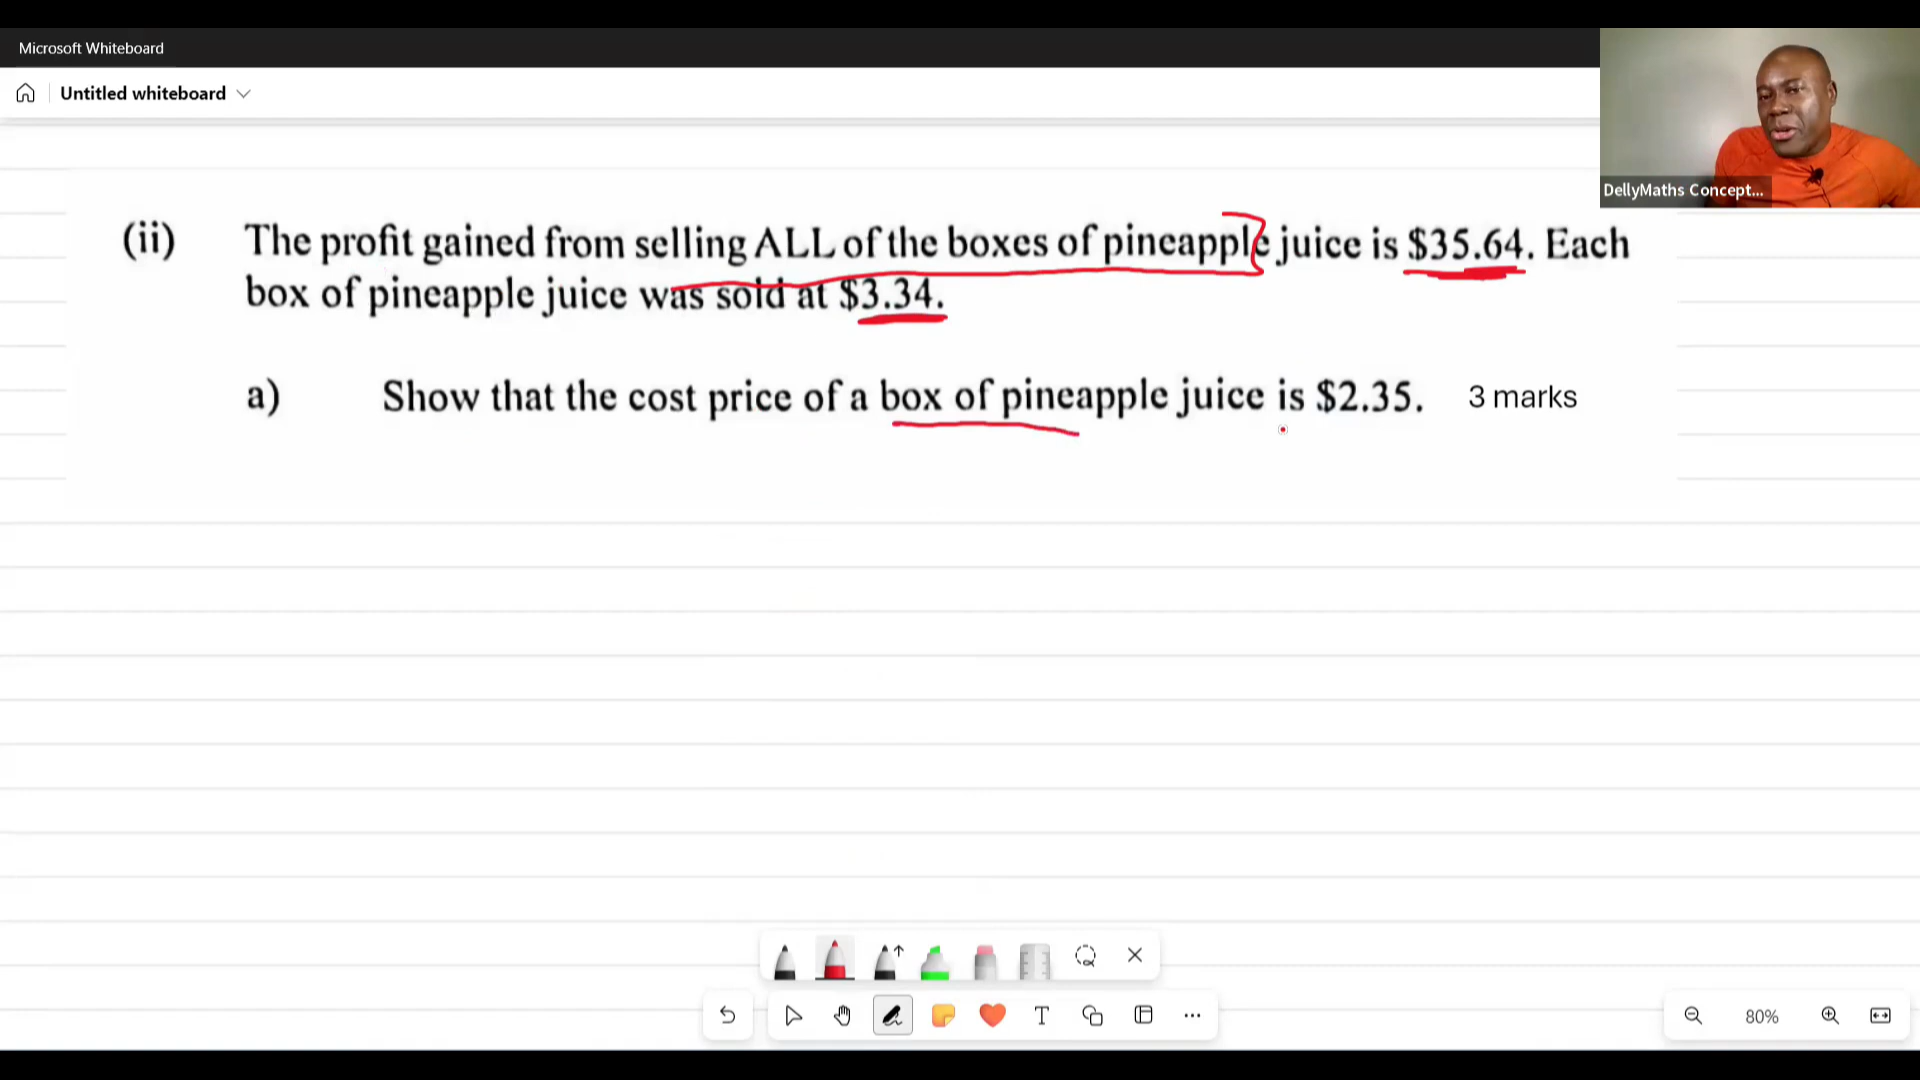 Microsoft Whiteboard
Untitled whiteboard
DellyMaths Concept...
(ii) The profit gained from selling ALL of the boxes of pineapple juice is $35.64. Each
box of pineapple juice was sold at $3.34.
a) Show that the cost price of a box of pineapple juice is $2.35. 3 marks
80%